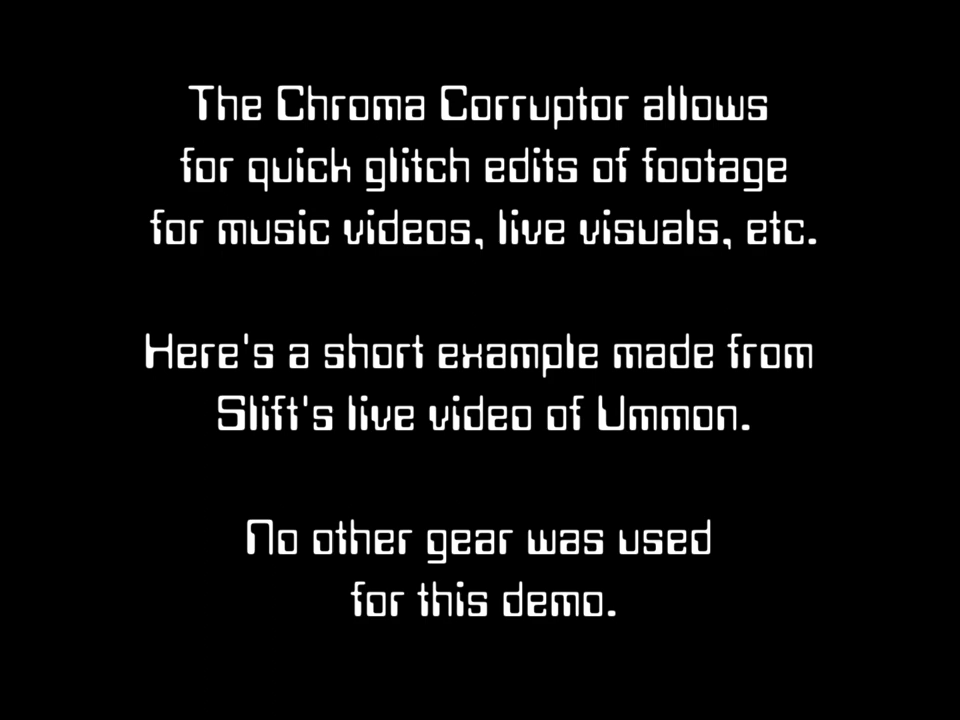 The Chroma Corruptor allows
for quick glitch edits of footage
for music videos, live visuals, etc.
Here's a short example made from
Slift's live video of Ummon.
No other gear was used
for this demo.